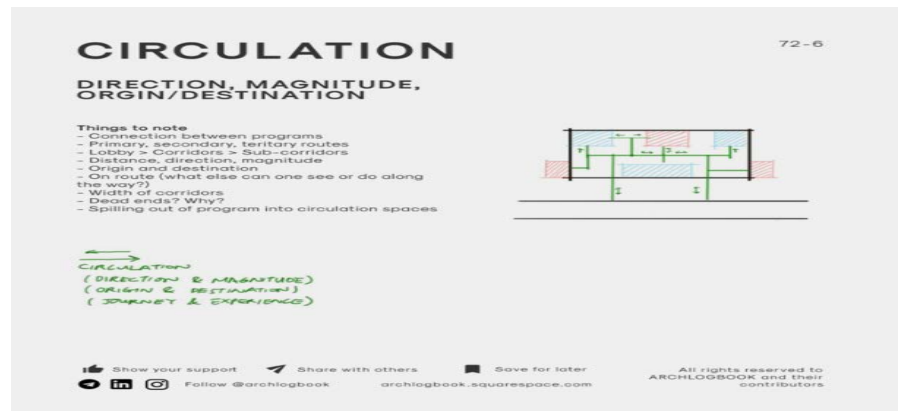 CIRCULATION
72-6
DIRECTION, MAGNITUDE,
ORGIN/DESTINATION
Things to note
- Connection between programs
- Primary, secondary, teritary routes
- Lobby > Corridors > Sub-corridors
- Distance, direction, magnitude
- Origin and destination
- On route (what else can one see or do along
the way?)
- Width of corridors
- Dead ends? Why?
- Spilling out of program into circulation spaces
CIRCULATION
(DIRECTION & MAGNITUDE)
(ORIGIN & DESTINATION)
(JOURNEY & EXPERIENCE)
Show your support
Share with others
Save for later
Follow @archlogbook
archlogbook.squarespace.com
All rights reserved to
ARCHLOGBOOK and their
contributors